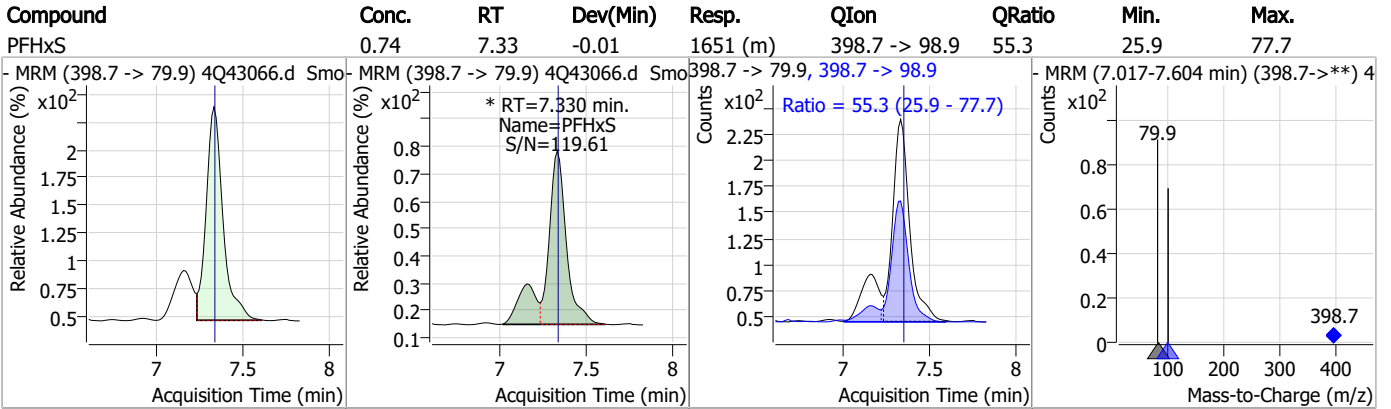 Compound Conc. RT Dev(Min) Resp. QIon QRatio Min. Max.
PFHxS 0.74 7.33 -0.01 1651 (m) 398.7 -> 98.9 55.3 25.9 77.7
- MRM (398.7 -> 79.9) 4Q43066.d Smo
Relative Abundance (%)
x10²
2
1.75
1.5
1.25
1
0.75
0.5
7 7.5 8
Acquisition Time (min)
- MRM (398.7 -> 79.9) 4Q43066.d Smo
Relative Abundance (%)
x10²
* RT=7.330 min.
Name=PFHxS
S/N=119.61
0.8
0.7
0.6
0.5
0.4
0.3
0.2
0.1
7 7.5 8
Acquisition Time (min)
398.7 -> 79.9, 398.7 -> 98.9
Counts
x10²
Ratio = 55.3 (25.9 - 77.7)
2.25
2
1.75
1.5
1.25
1
0.75
0.5
7 7.5 8
Acquisition Time (min)
- MRM (7.017-7.604 min) (398.7->**) 4
Counts
x10²
79.9
0.8
0.6
0.4
0.2
0
398.7
100 200 300 400
Mass-to-Charge (m/z)